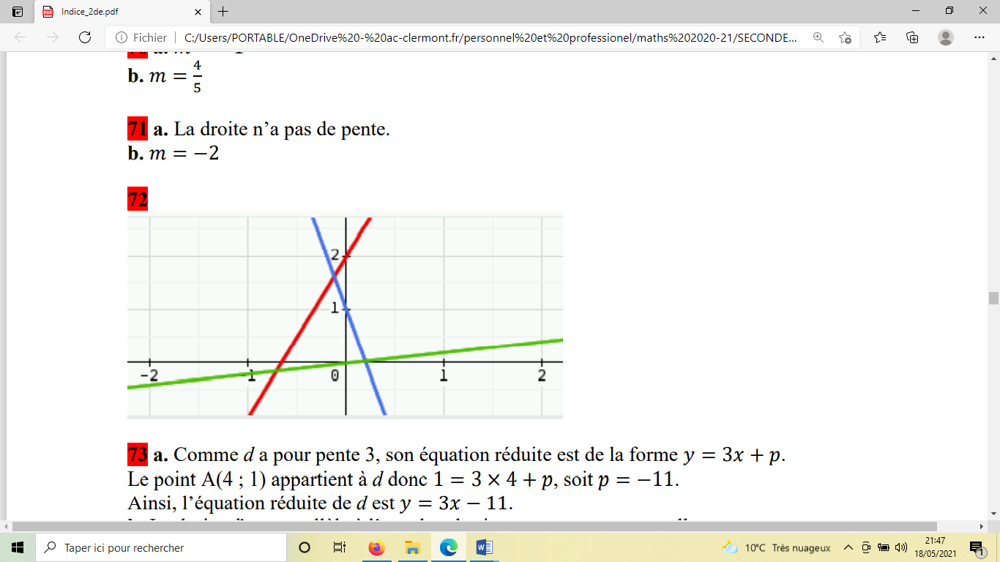 Indice_2de.pdf
Fichier C:/Users/PORTABLE/OneDrive%20-%20ac-clermont.fr/personnel%20et%20professionel/maths%202020-21/SECONDE...
b. m = 4/5
71 a. La droite n’a pas de pente.
b. m = −2
72
2
1
-2 -1 0 1 2
73 a. Comme d a pour pente 3, son équation réduite est de la forme y = 3x + p.
Le point A(4 ; 1) appartient à d donc 1 = 3 × 4 + p, soit p = −11.
Ainsi, l’équation réduite de d est y = 3x − 11.
Taper ici pour rechercher
10°C Très nuageux
21:47
18/05/2021
1